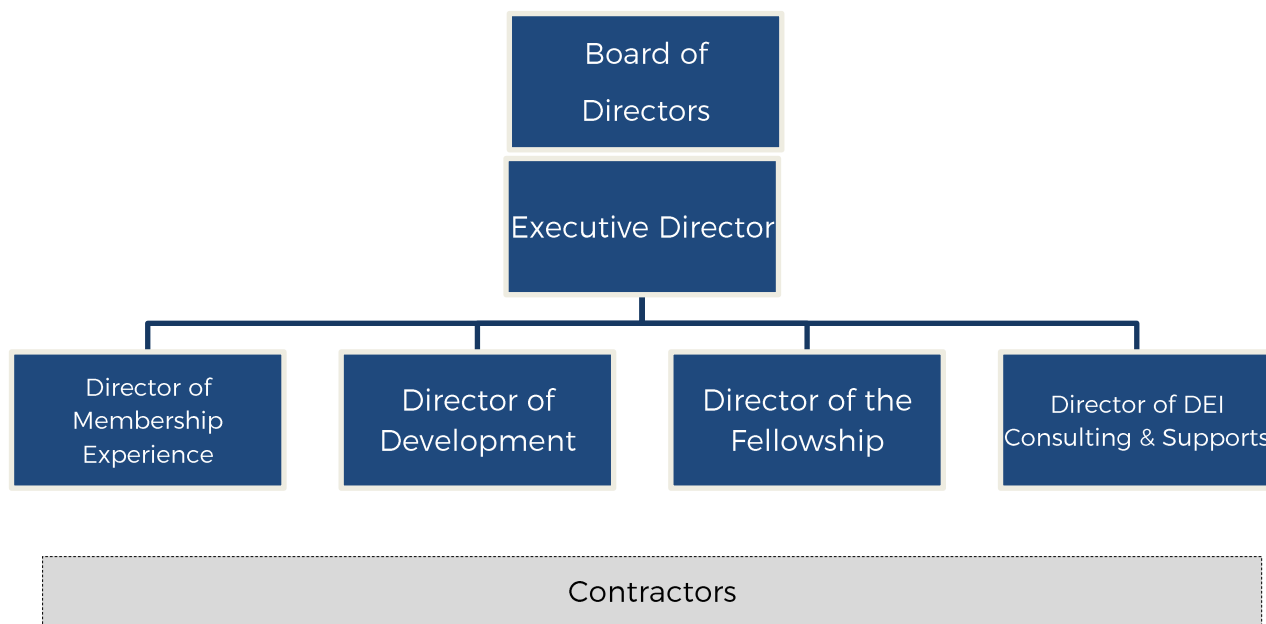 Board of
Directors
Executive Director
Director of
Membership
Experience
Director of
Development
Director of the
Fellowship
Director of DEI
Consulting & Supports
Contractors